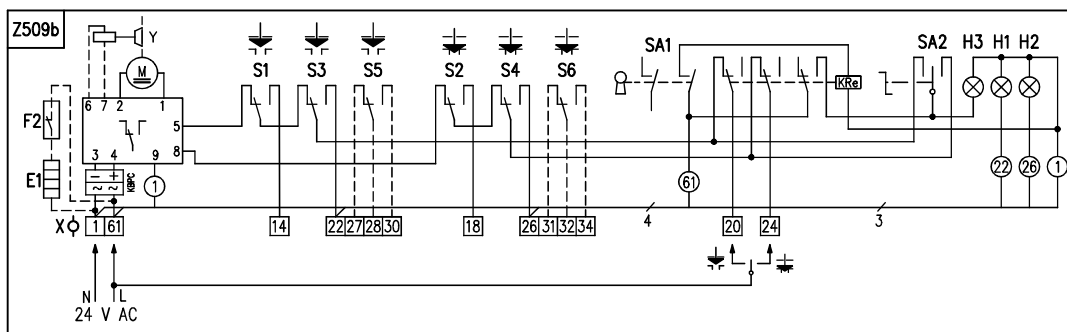 Z509b
Y
M
6 7 2 1
F2
5
8
3 4 9
E1
KBPC
1
S1 S3 S5 S2 S4 S6
SA1
KRe
SA2 H3 H1 H2
61
22 26 1
4
3
X 1 61 14 22 27 28 30 18 26 31 32 34 20 24
N L
24 V AC